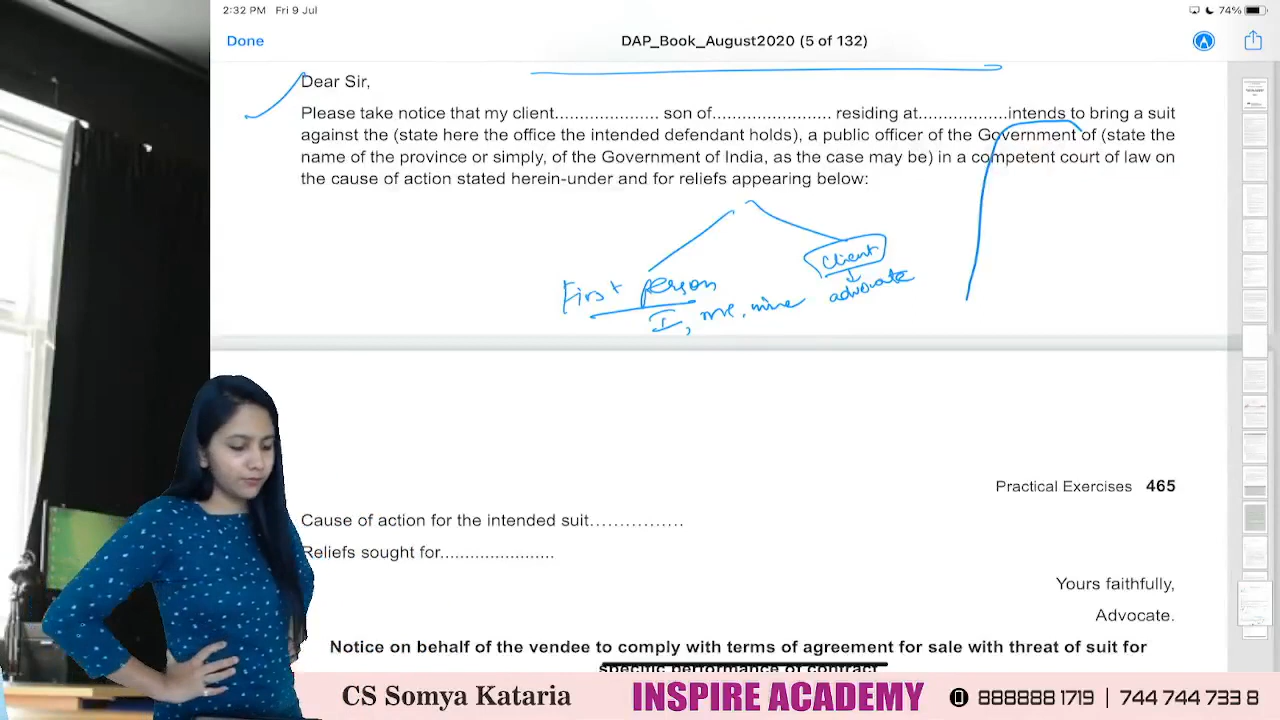 2:32 PM Fri 9 Jul
74%
Done
DAP_Book_August2020 (5 of 132)
Dear Sir,
Please take notice that my client..................... son of........................ residing at..................intends to bring a suit
against the (state here the office the intended defendant holds), a public officer of the Government of (state the
name of the province or simply, of the Government of India, as the case may be) in a competent court of law on
the cause of action stated herein-under and for reliefs appearing below:
First person
I, me, mine
Client
advocate
Practical Exercises 465
Cause of action for the intended suit................
Reliefs sought for.......................
Yours faithfully,
Advocate.
Notice on behalf of the vendee to comply with terms of agreement for sale with threat of suit for
specific performance of contract
CS Somya Kataria INSPIRE ACADEMY 888888 1719 | 744 744 733 8